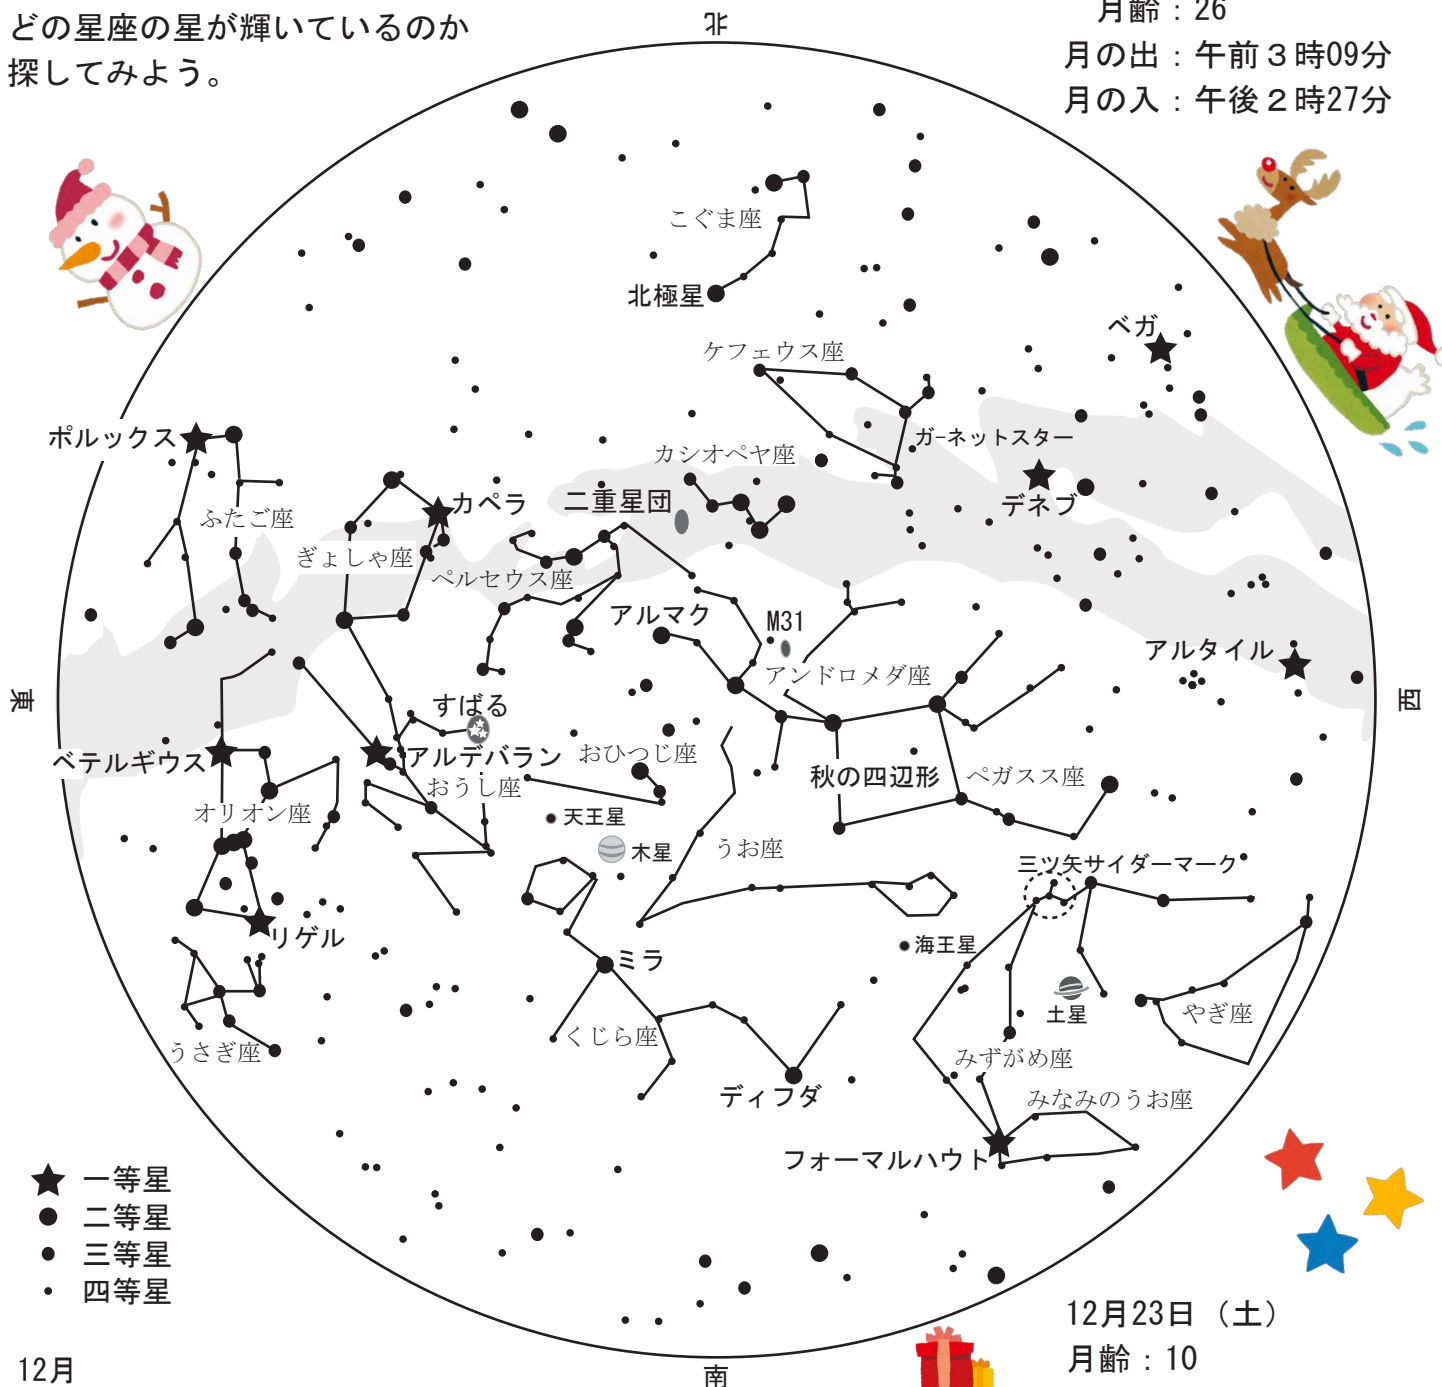 どの星座の星が輝いているのか
探してみよう。
月齢：26
月の出：午前３時09分
月の入：午後２時27分
北
こぐま座
北極星
ベガ
ケフェウス座
ガーネットスター
ポルックス
カシオペヤ座
カペラ
二重星団
デネブ
ふたご座
ぎょしゃ座
ペルセウス座
アルマク
M31
アルタイル
アンドロメダ座
東
西
すばる
ベテルギウス
アルデバラン
おひつじ座
秋の四辺形
ペガスス座
おうし座
オリオン座
天王星
木星
うお座
三ツ矢サイダーマーク
リゲル
海王星
ミラ
土星
やぎ座
くじら座
うさぎ座
みずがめ座
ディフダ
みなみのうお座
フォーマルハウト
一等星
二等星
三等星
四等星
12月23日（土）
月齢：10
12月
南